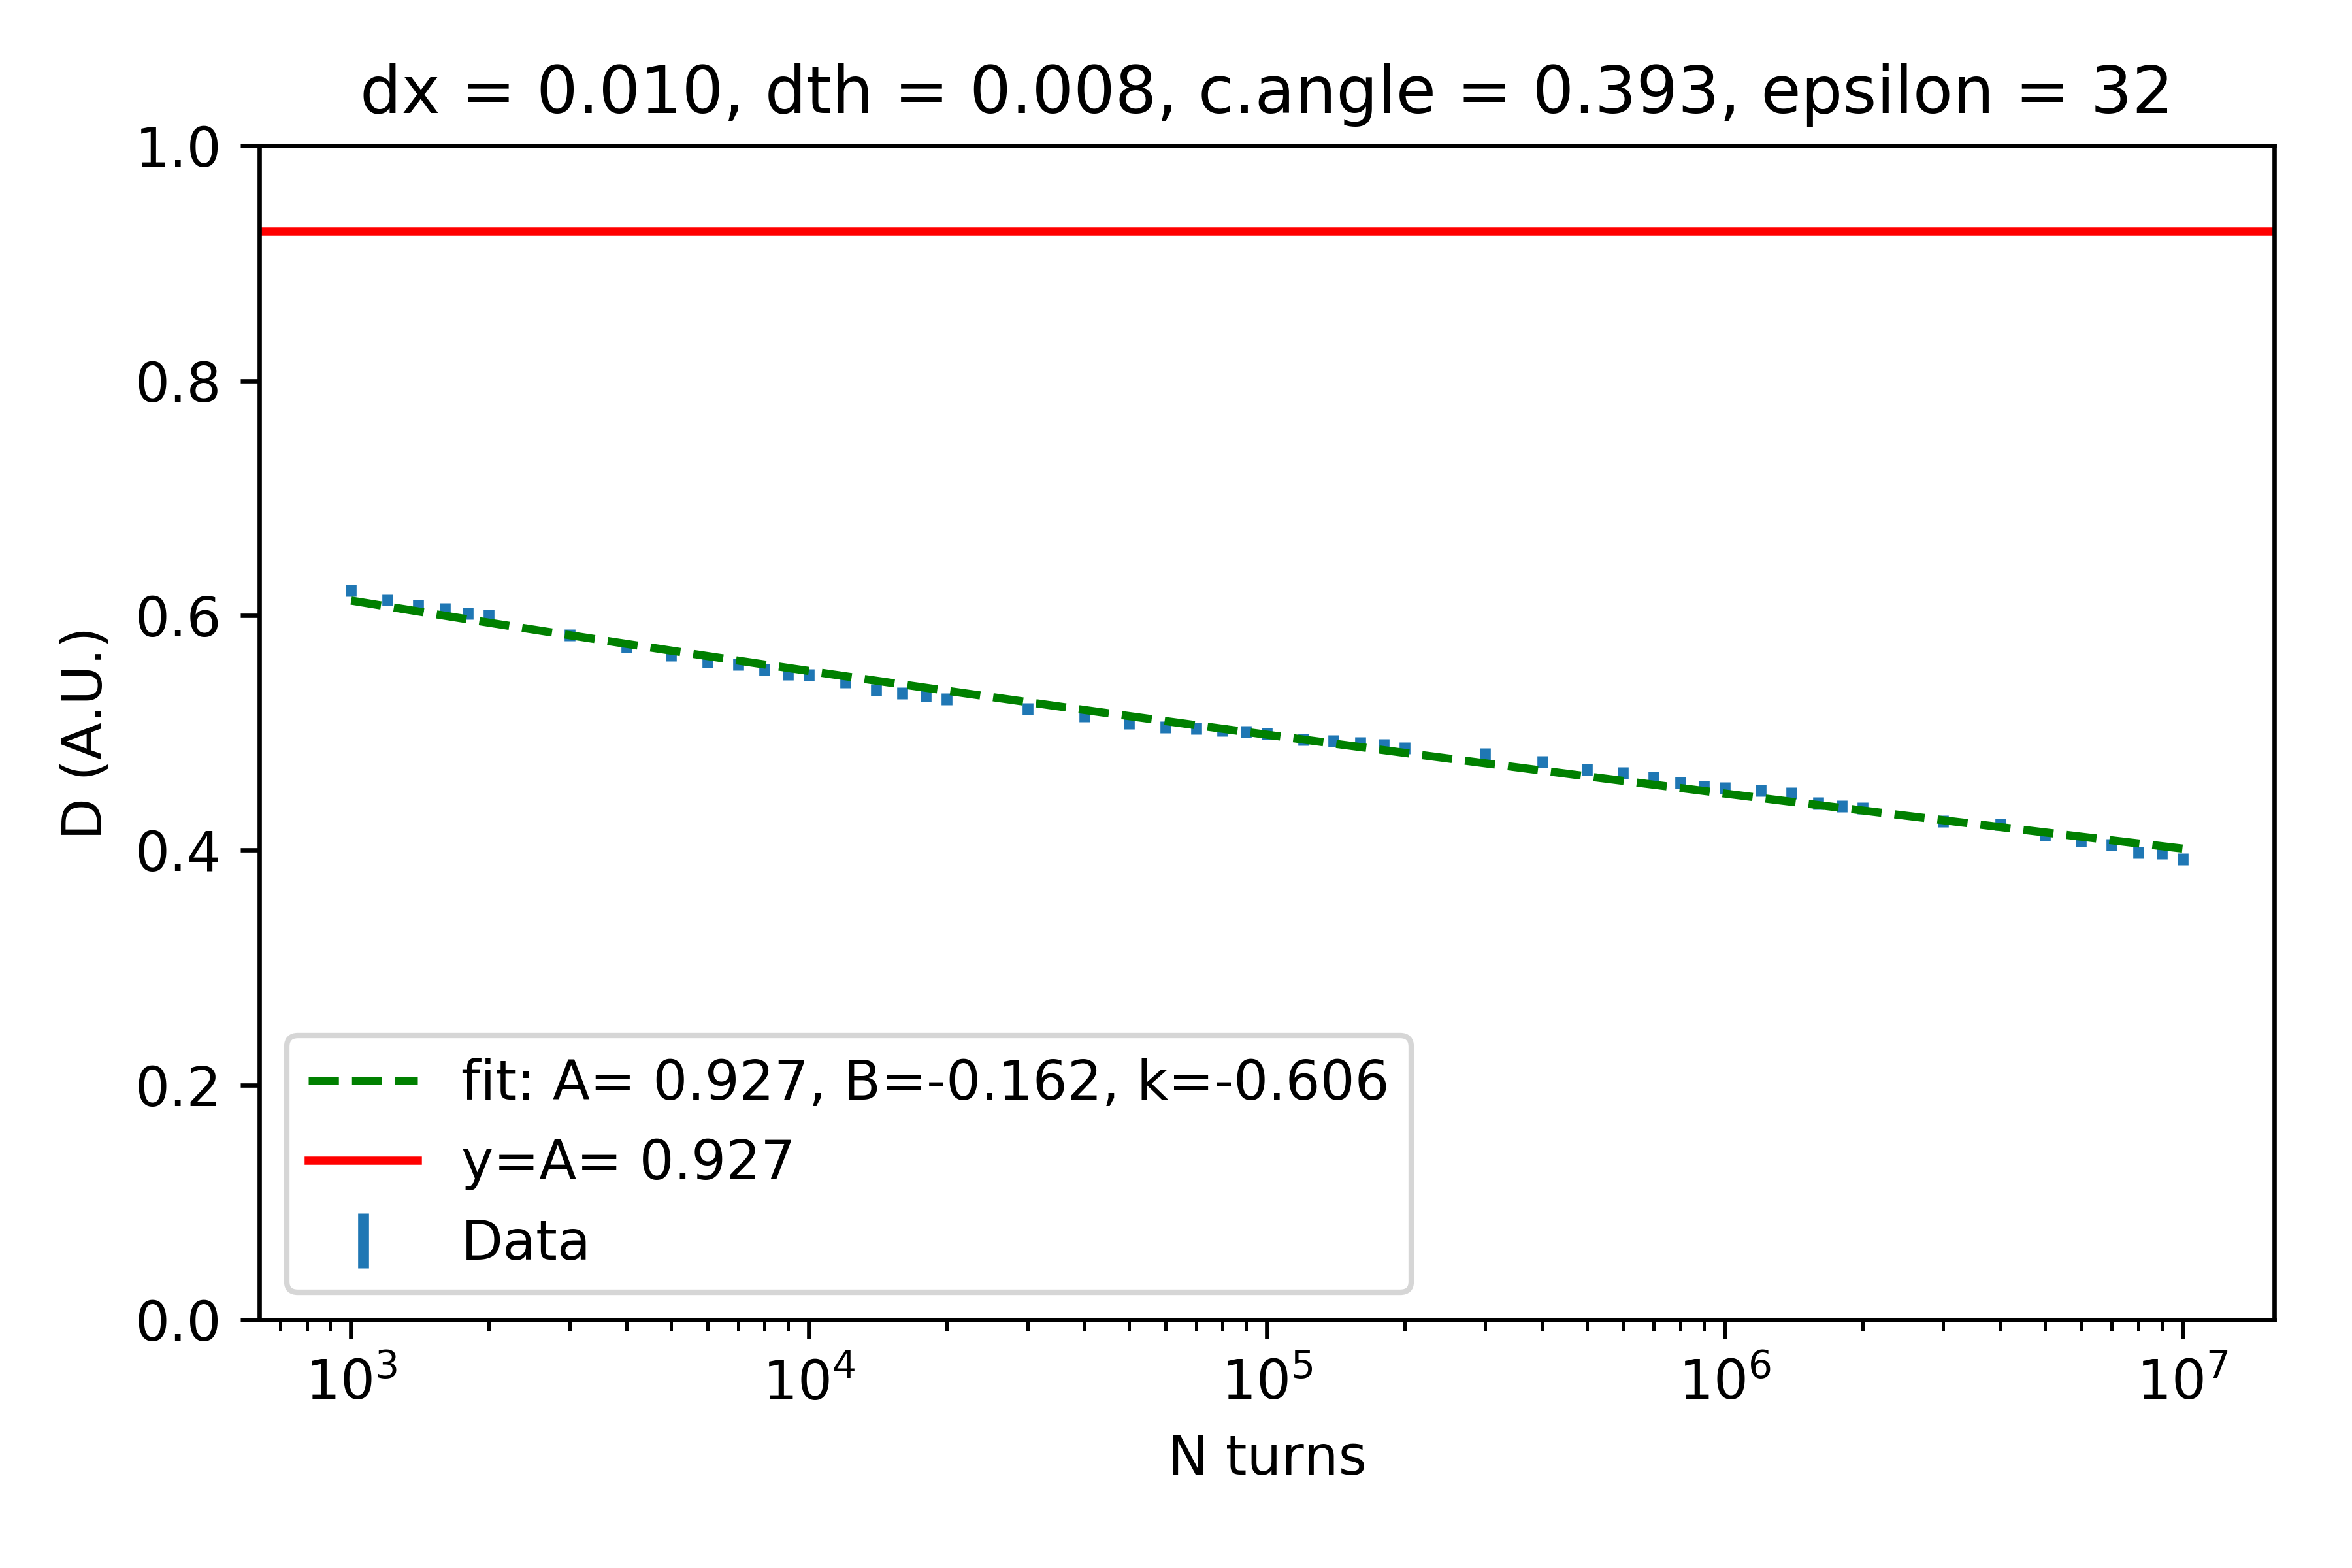 dx = 0.010, dth = 0.008, c.angle = 0.393, epsilon = 32
1.0
0.8
0.6
0.4
0.2
0.0
D (A.U.)
fit: A= 0.927, B=-0.162, k=-0.606
y=A= 0.927
Data
10³ 10⁴ 10⁵ 10⁶ 10⁷
N turns